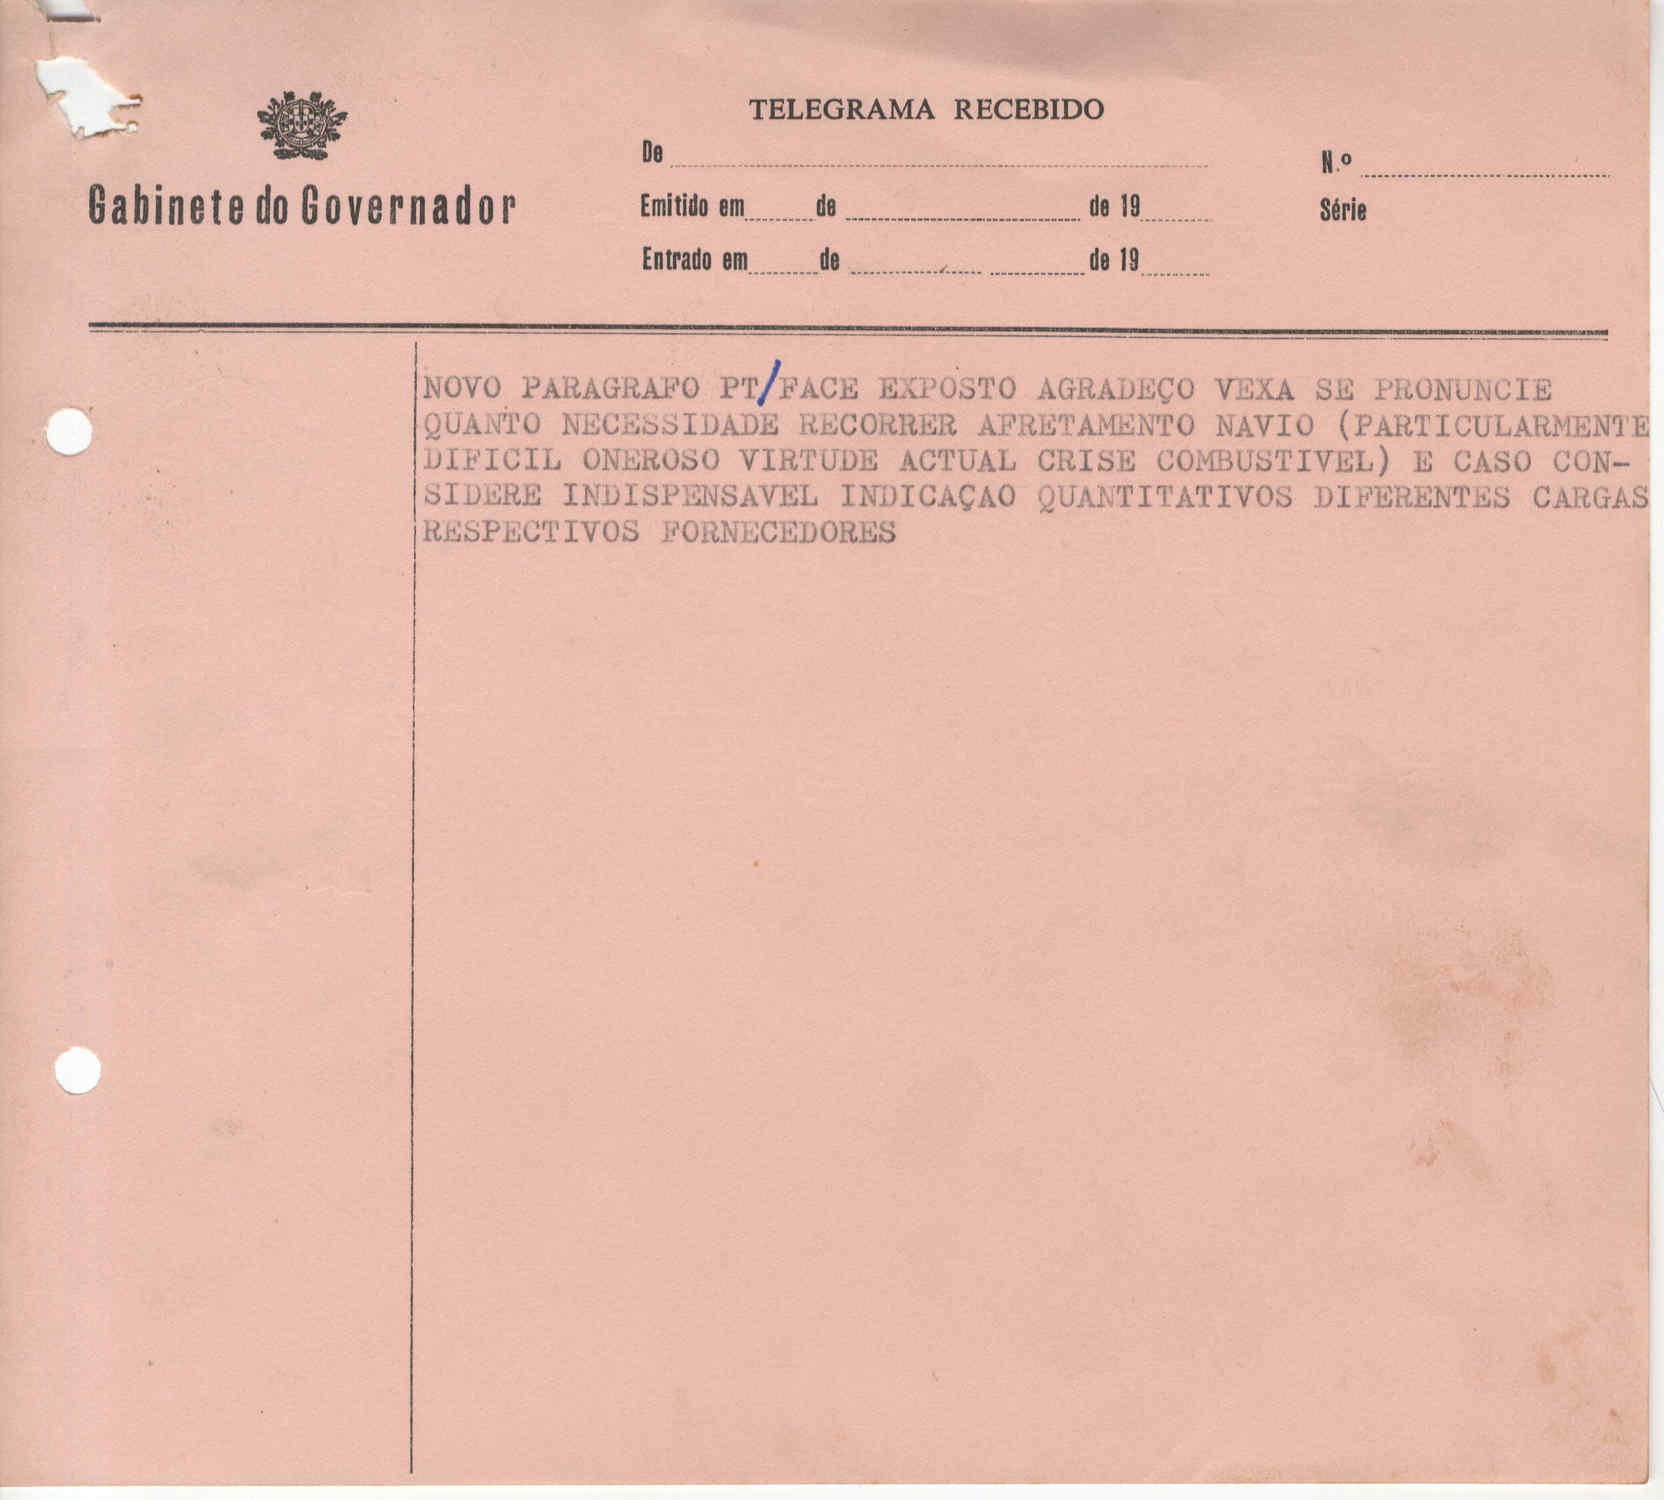 TELEGRAMA RECEBIDO
Gabinete do Governador
De
Emitido em de de 19
Entrado em de de 19
N.º
Série
NOVO PARAGRAFO PT/FACE EXPOSTO AGRADEÇO VEXA SE PRONUNCIE
QUANTO NECESSIDADE RECORRER AFRETAMENTO NAVIO (PARTICULARMENTE
DIFICIL ONEROSO VIRTUDE ACTUAL CRISE COMBUSTIVEL) E CASO CON-
SIDERE INDISPENSAVEL INDICAÇAO QUANTITATIVOS DIFERENTES CARGAS
RESPECTIVOS FORNECEDORES